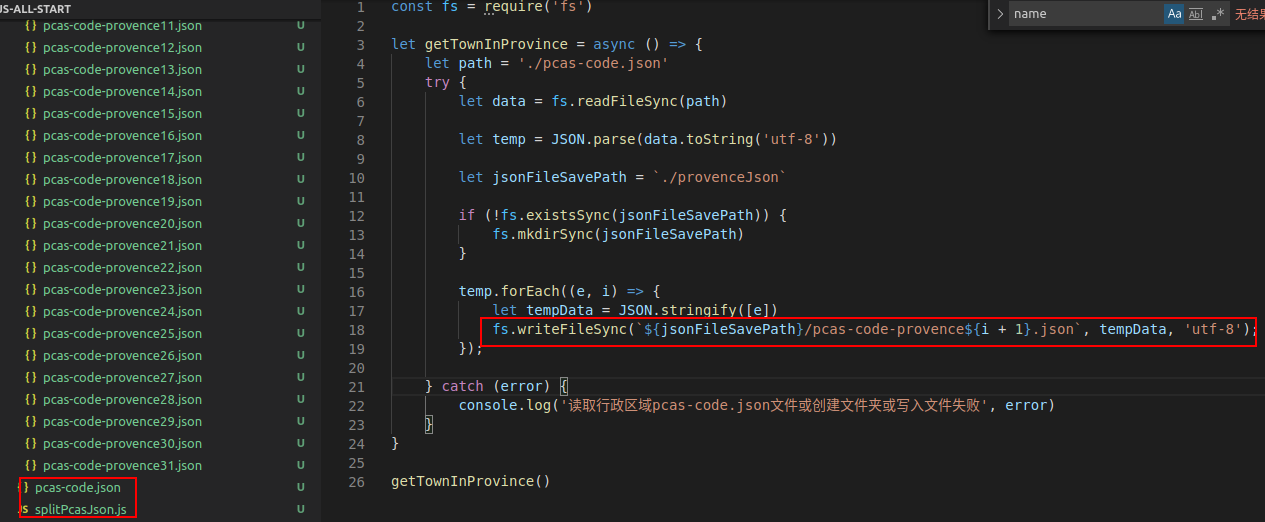 JS-ALL-START
{} pcas-code-provence11.json U
{} pcas-code-provence12.json U
{} pcas-code-provence13.json U
{} pcas-code-provence14.json U
{} pcas-code-provence15.json U
{} pcas-code-provence16.json U
{} pcas-code-provence17.json U
{} pcas-code-provence18.json U
{} pcas-code-provence19.json U
{} pcas-code-provence20.json U
{} pcas-code-provence21.json U
{} pcas-code-provence22.json U
{} pcas-code-provence23.json U
{} pcas-code-provence24.json U
{} pcas-code-provence25.json U
{} pcas-code-provence26.json U
{} pcas-code-provence27.json U
{} pcas-code-provence28.json U
{} pcas-code-provence29.json U
{} pcas-code-provence30.json U
{} pcas-code-provence31.json U
{} pcas-code.json U
JS splitPcasJson.js U
name Aa Abl .* 无结果
1 const fs = require('fs')
2
3 let getTownInProvince = async () => {
4 let path = './pcas-code.json'
5 try {
6 let data = fs.readFileSync(path)
7
8 let temp = JSON.parse(data.toString('utf-8'))
9
10 let jsonFileSavePath = `./provenceJson`
11
12 if (!fs.existsSync(jsonFileSavePath)) {
13 fs.mkdirSync(jsonFileSavePath)
14 }
15
16 temp.forEach((e, i) => {
17 let tempData = JSON.stringify([e])
18 fs.writeFileSync(`${jsonFileSavePath}/pcas-code-provence${i + 1}.json`, tempData, 'utf-8');
19 });
20
21 } catch (error) {
22 console.log('读取行政区域pcas-code.json文件或创建文件夹或写入文件失败', error)
23 }
24 }
25
26 getTownInProvince()